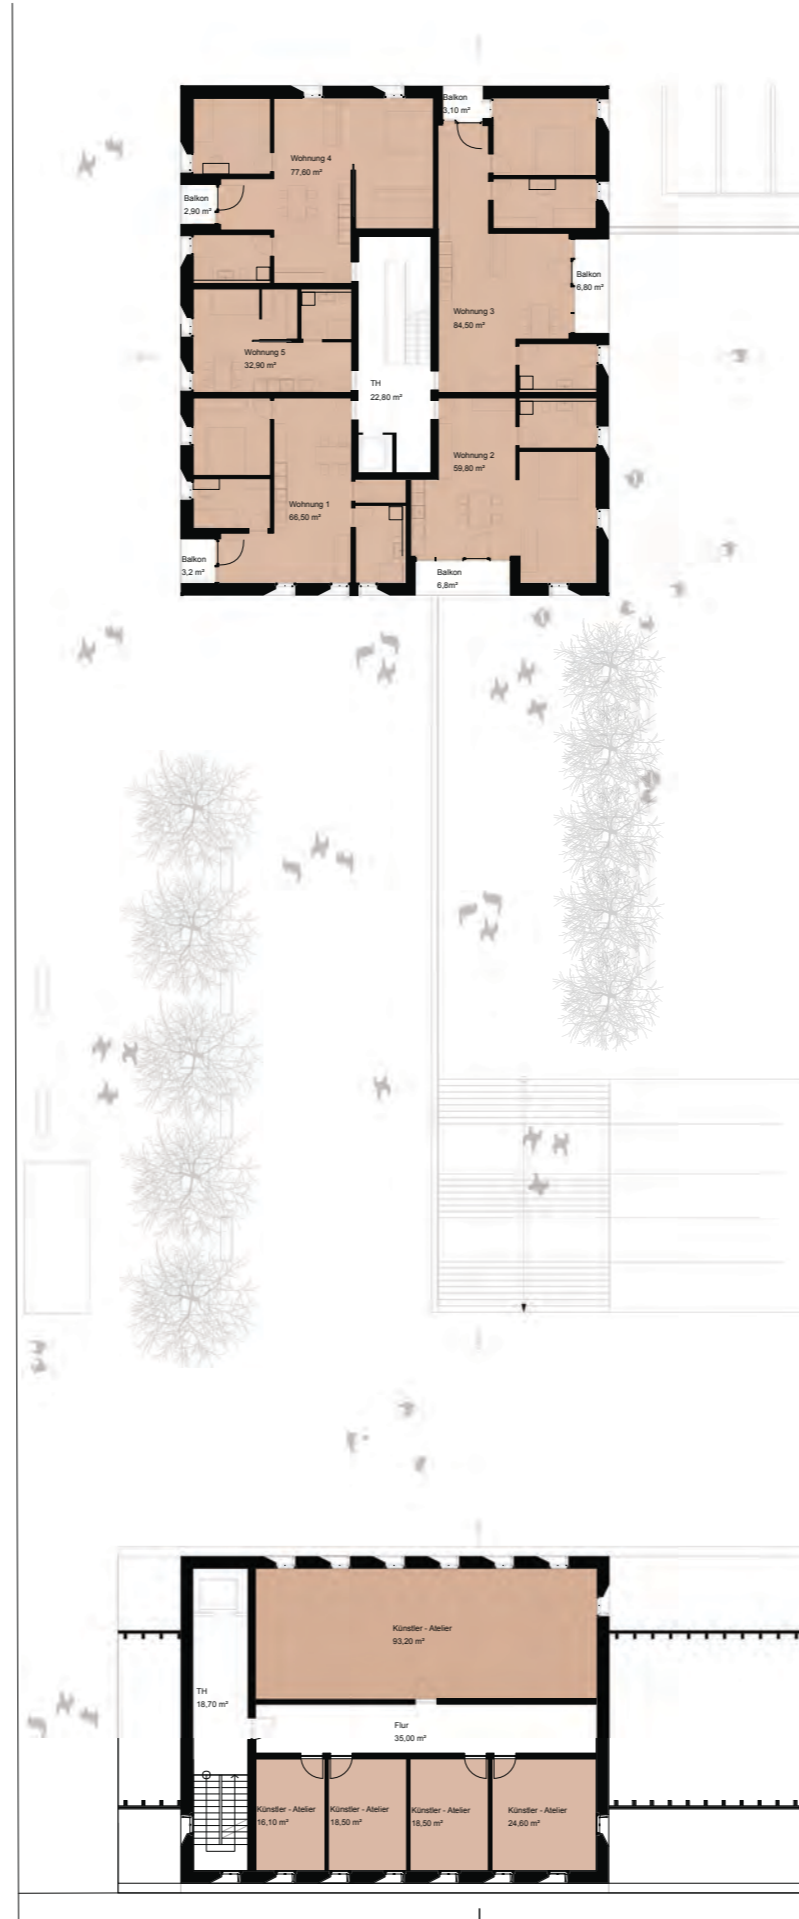 Balkon
3,10 m²
Wohnung 4
77,60 m²
Balkon
2,90 m²
Balkon
6,80 m²
Wohnung 3
84,50 m²
Wohnung 5
32,90 m²
TH
22,80 m²
Wohnung 2
59,80 m²
Wohnung 1
66,50 m²
Balkon
3,2 m²
Balkon
6,8m²
Künstler - Atelier
93,20 m²
TH
18,70 m²
Flur
35,00 m²
Künstler - Atelier
16,10 m²
Künstler - Atelier
18,50 m²
Künstler - Atelier
18,50 m²
Künstler - Atelier
24,60 m²